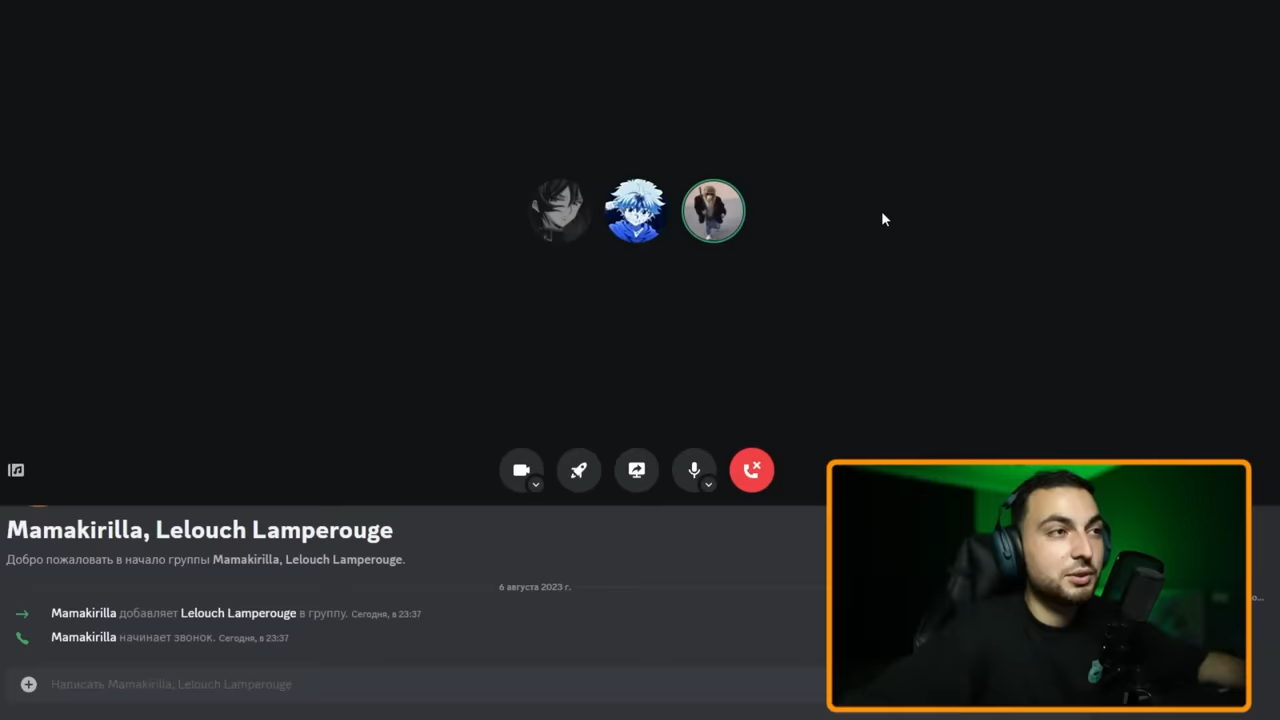 Mamakirilla, Lelouch Lamperouge
Добро пожаловать в начало группы Mamakirilla, Lelouch Lamperouge.
6 августа 2023 г.
Mamakirilla добавляет Lelouch Lamperouge в группу. Сегодня, в 23:37
Mamakirilla начинает звонок. Сегодня, в 23:37
Написать Mamakirilla, Lelouch Lamperouge